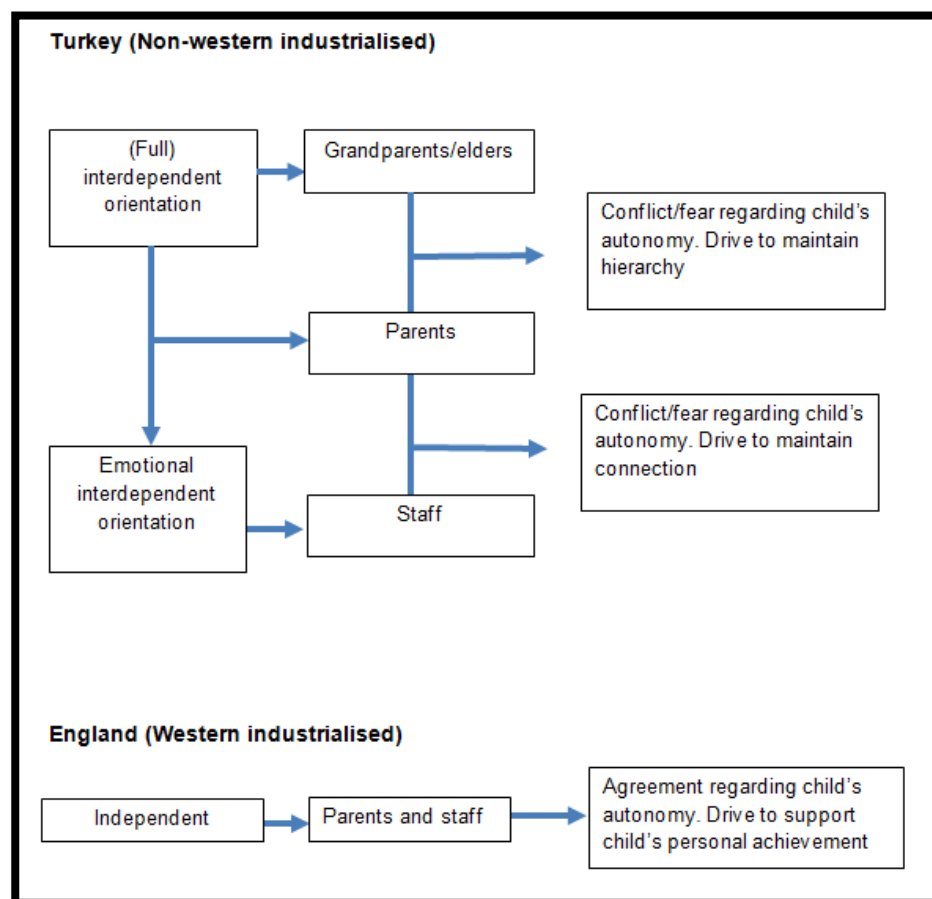 Turkey (Non-western industrialised)
(Full)
interdependent
orientation
Grandparents/elders
Conflict/fear regarding child’s
autonomy. Drive to maintain
hierarchy
Parents
Conflict/fear regarding child’s
autonomy. Drive to maintain
connection
Emotional
interdependent
orientation
Staff
England (Western industrialised)
Independent
Parents and staff
Agreement regarding child’s
autonomy. Drive to support
child’s personal achievement